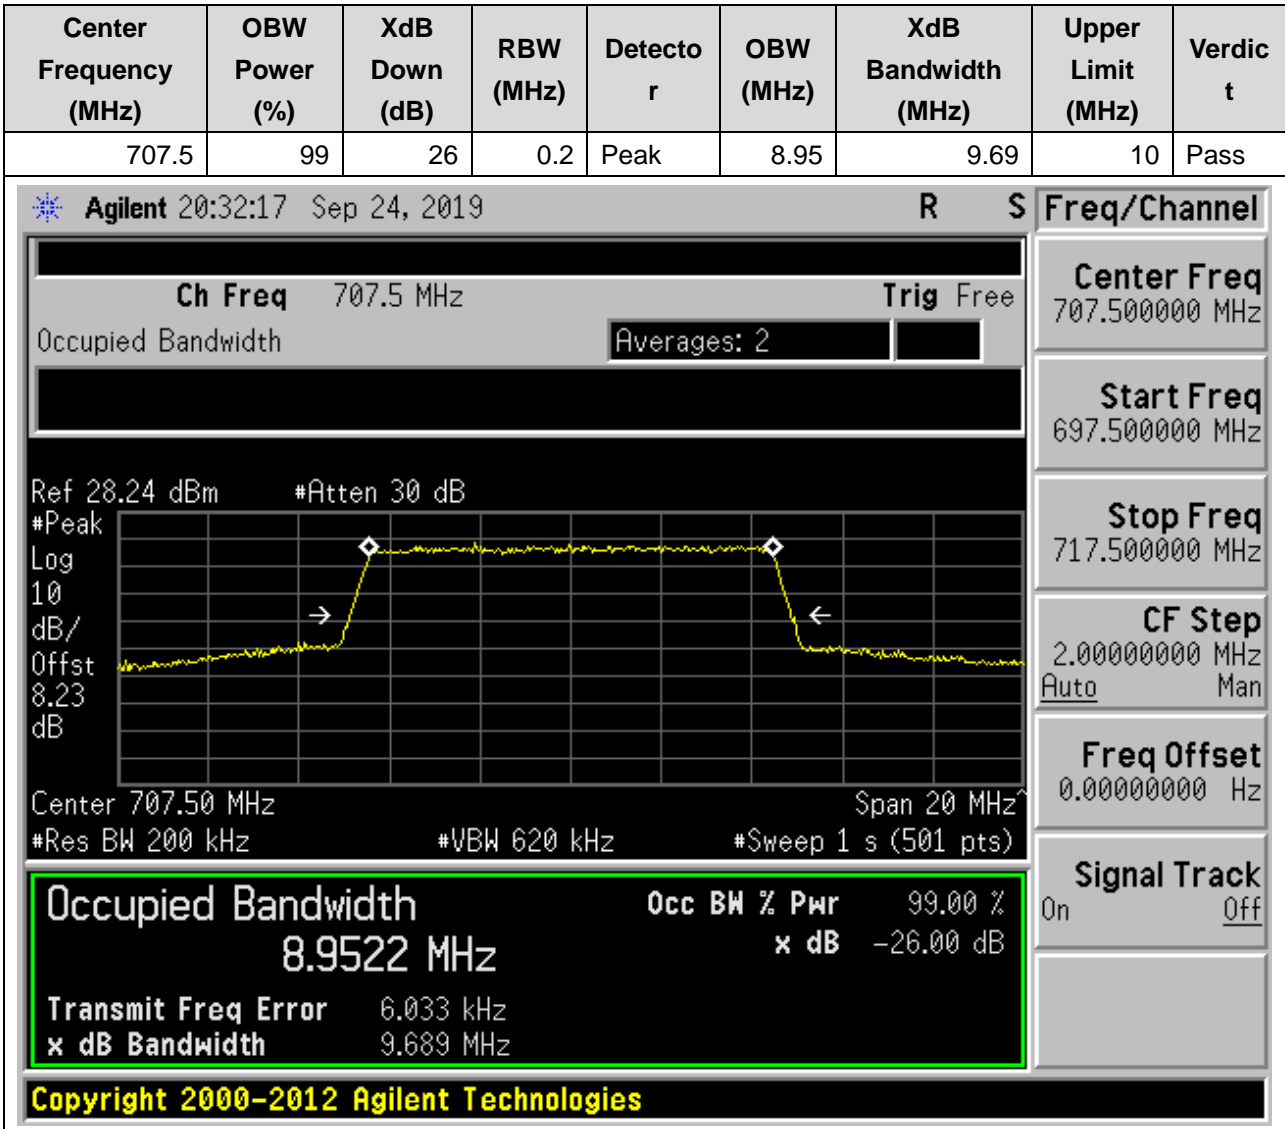 Center Frequency (MHz) OBW Power (%) XdB Down (dB) RBW (MHz) Detecto r OBW (MHz) XdB Bandwidth (MHz) Upper Limit (MHz) Verdic t
707.5 99 26 0.2 Peak 8.95 9.69 10 Pass
Agilent 20:32:17 Sep 24, 2019 R S
Ch Freq 707.5 MHz Trig Free
Occupied Bandwidth Averages: 2
Ref 28.24 dBm #Atten 30 dB
#Peak
Log
10
dB/
Offst
8.23
dB
Center 707.50 MHz Span 20 MHz^
#Res BW 200 kHz #VBW 620 kHz #Sweep 1 s (501 pts)
Occupied Bandwidth Occ BW % Pwr 99.00 %
8.9522 MHz x dB -26.00 dB
Transmit Freq Error 6.033 kHz
x dB Bandwidth 9.689 MHz
Copyright 2000-2012 Agilent Technologies
Freq/Channel
Center Freq
707.500000 MHz
Start Freq
697.500000 MHz
Stop Freq
717.500000 MHz
CF Step
2.00000000 MHz
Auto Man
Freq Offset
0.00000000 Hz
Signal Track
On Off